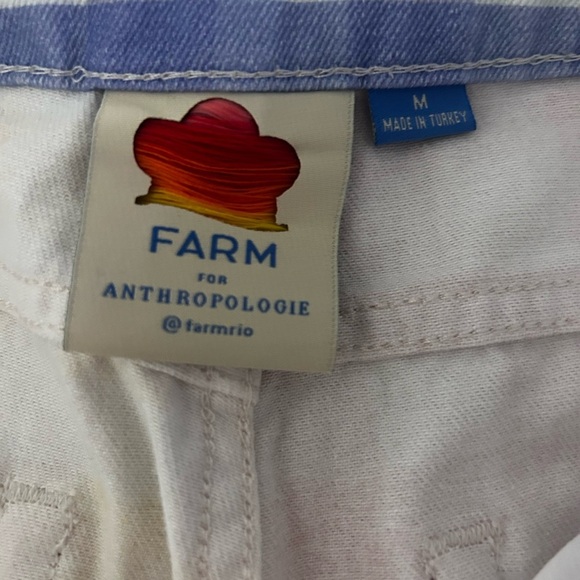 FARM
FOR
ANTHROPOLOGIE
@farmrio
M
MADE IN TURKEY